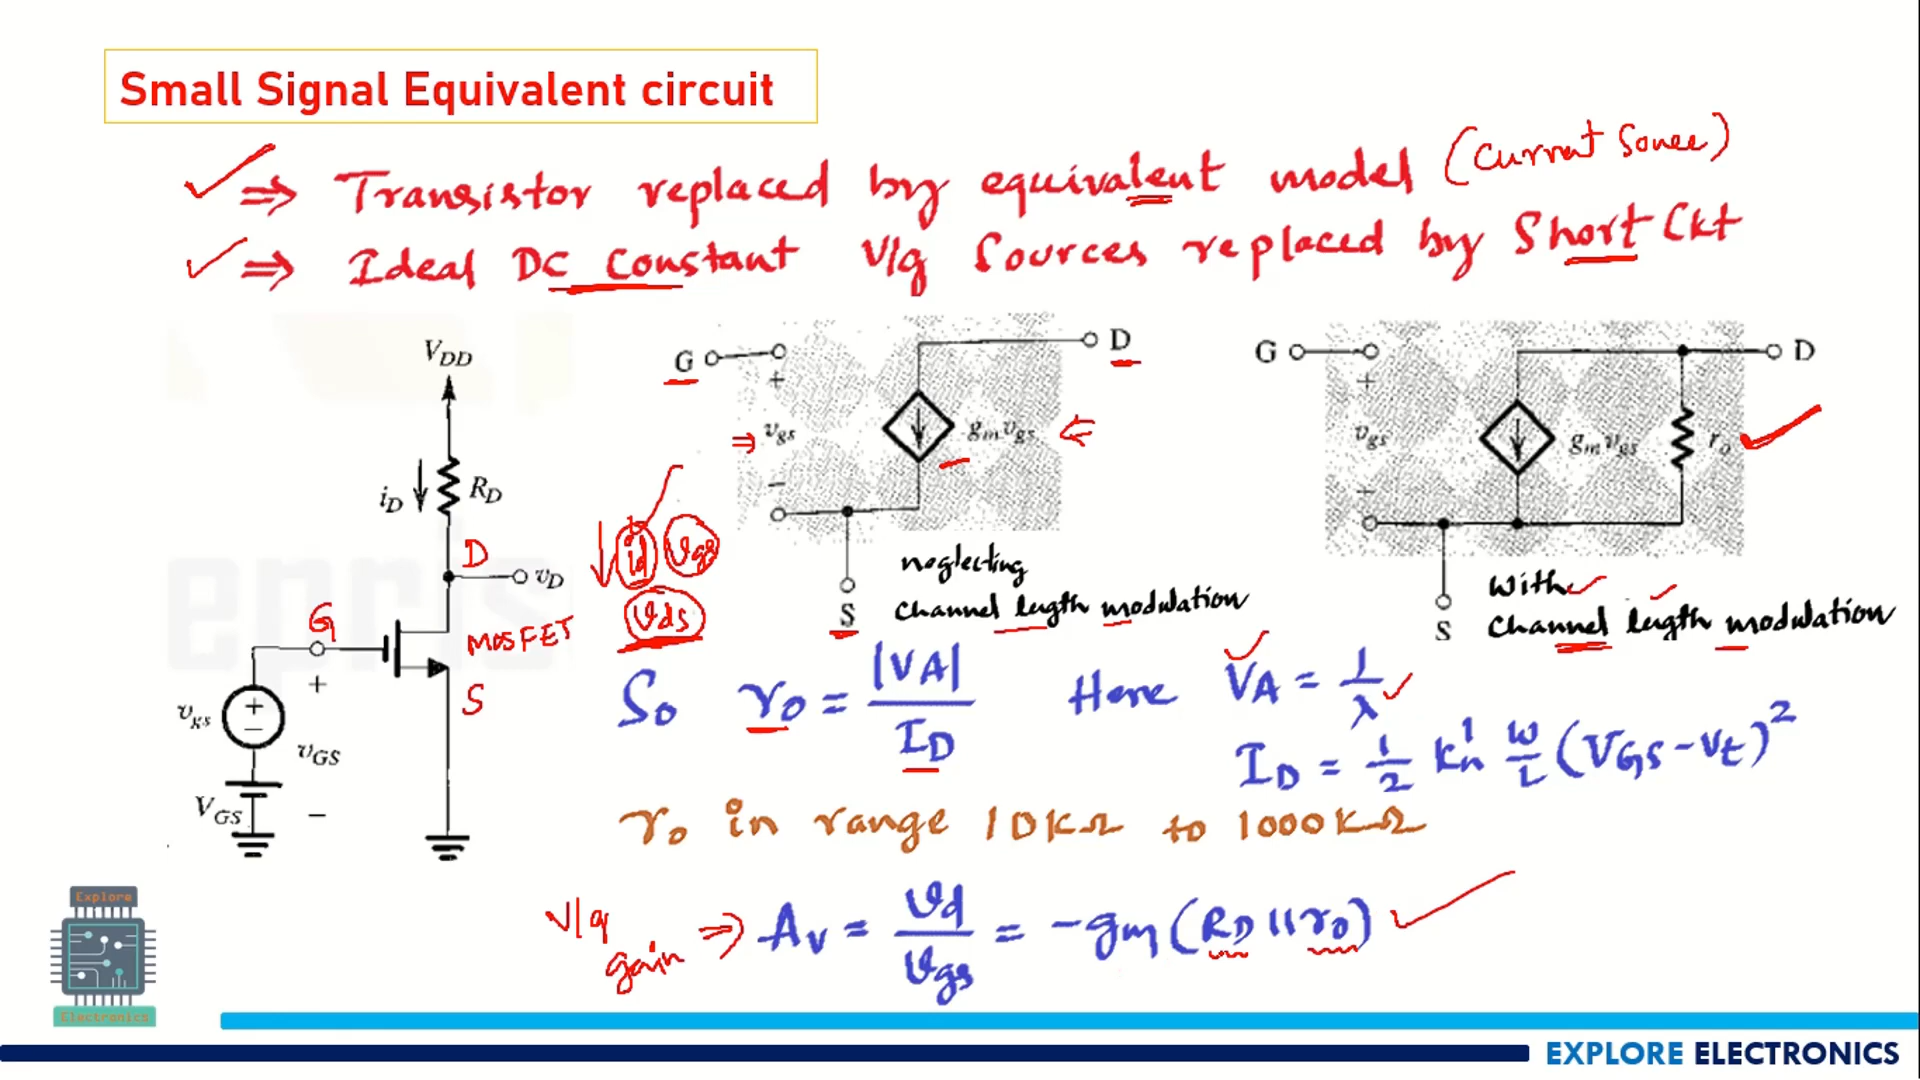 Small Signal Equivalent circuit
⇒ Transistor replaced by equivalent model (Current Source)
⇒ Ideal DC Constant V/g Sources replaced by Short Ckt
VDD
iD
RD
D
vD
G
MOSFET
S
+
vgs
vGS
VGS
−
G
D
+
vgs
gmvgs
−
S
id vgs
vds
neglecting
channel length modulation
G
D
+
vgs
gmvgs
ro
S
With
channel length modulation
So ro = |VA| / ID Here VA = 1/λ
ID = 1/2 kn' W/L (VGS - Vt)²
ro in range 10KΩ to 1000KΩ
V/g gain ⇒ Av = vd / vgs = -gm (RD || ro)
Explore
Electronics
EXPLORE ELECTRONICS